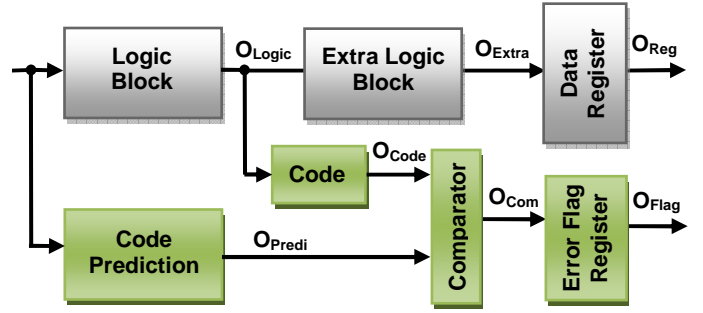 Logic
Block
OLogic
Extra Logic
Block
OExtra
Data
Register
OReg
Code
OCode
Comparator
OCom
Error Flag
Register
OFlag
Code
Prediction
OPredi